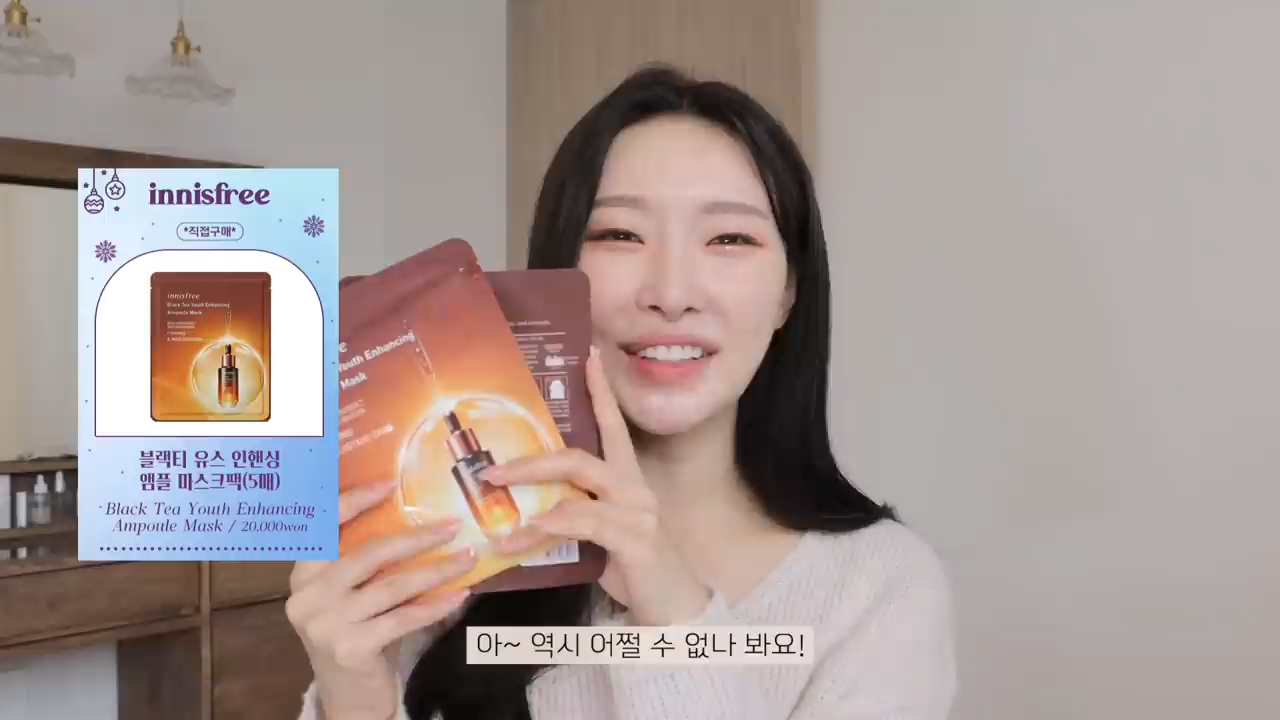 innisfree
*직접구매*
innisfree
Black Tea Youth Enhancing
Ampoule Mask
블랙티 유스 인핸싱
앰플 마스크팩(5매)
Black Tea Youth Enhancing
Ampoule Mask / 20,000won
Youth Enhancing
Mask
아~ 역시 어쩔 수 없나 봐요!